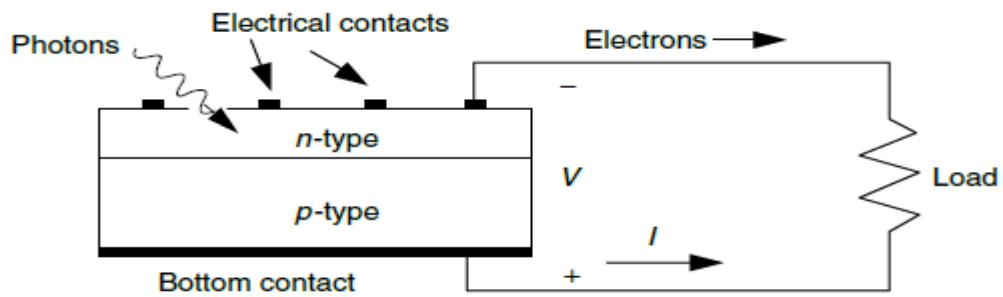 Electrical contacts
Photons
Electrons
–
n-type
V
Load
p-type
I
+
Bottom contact